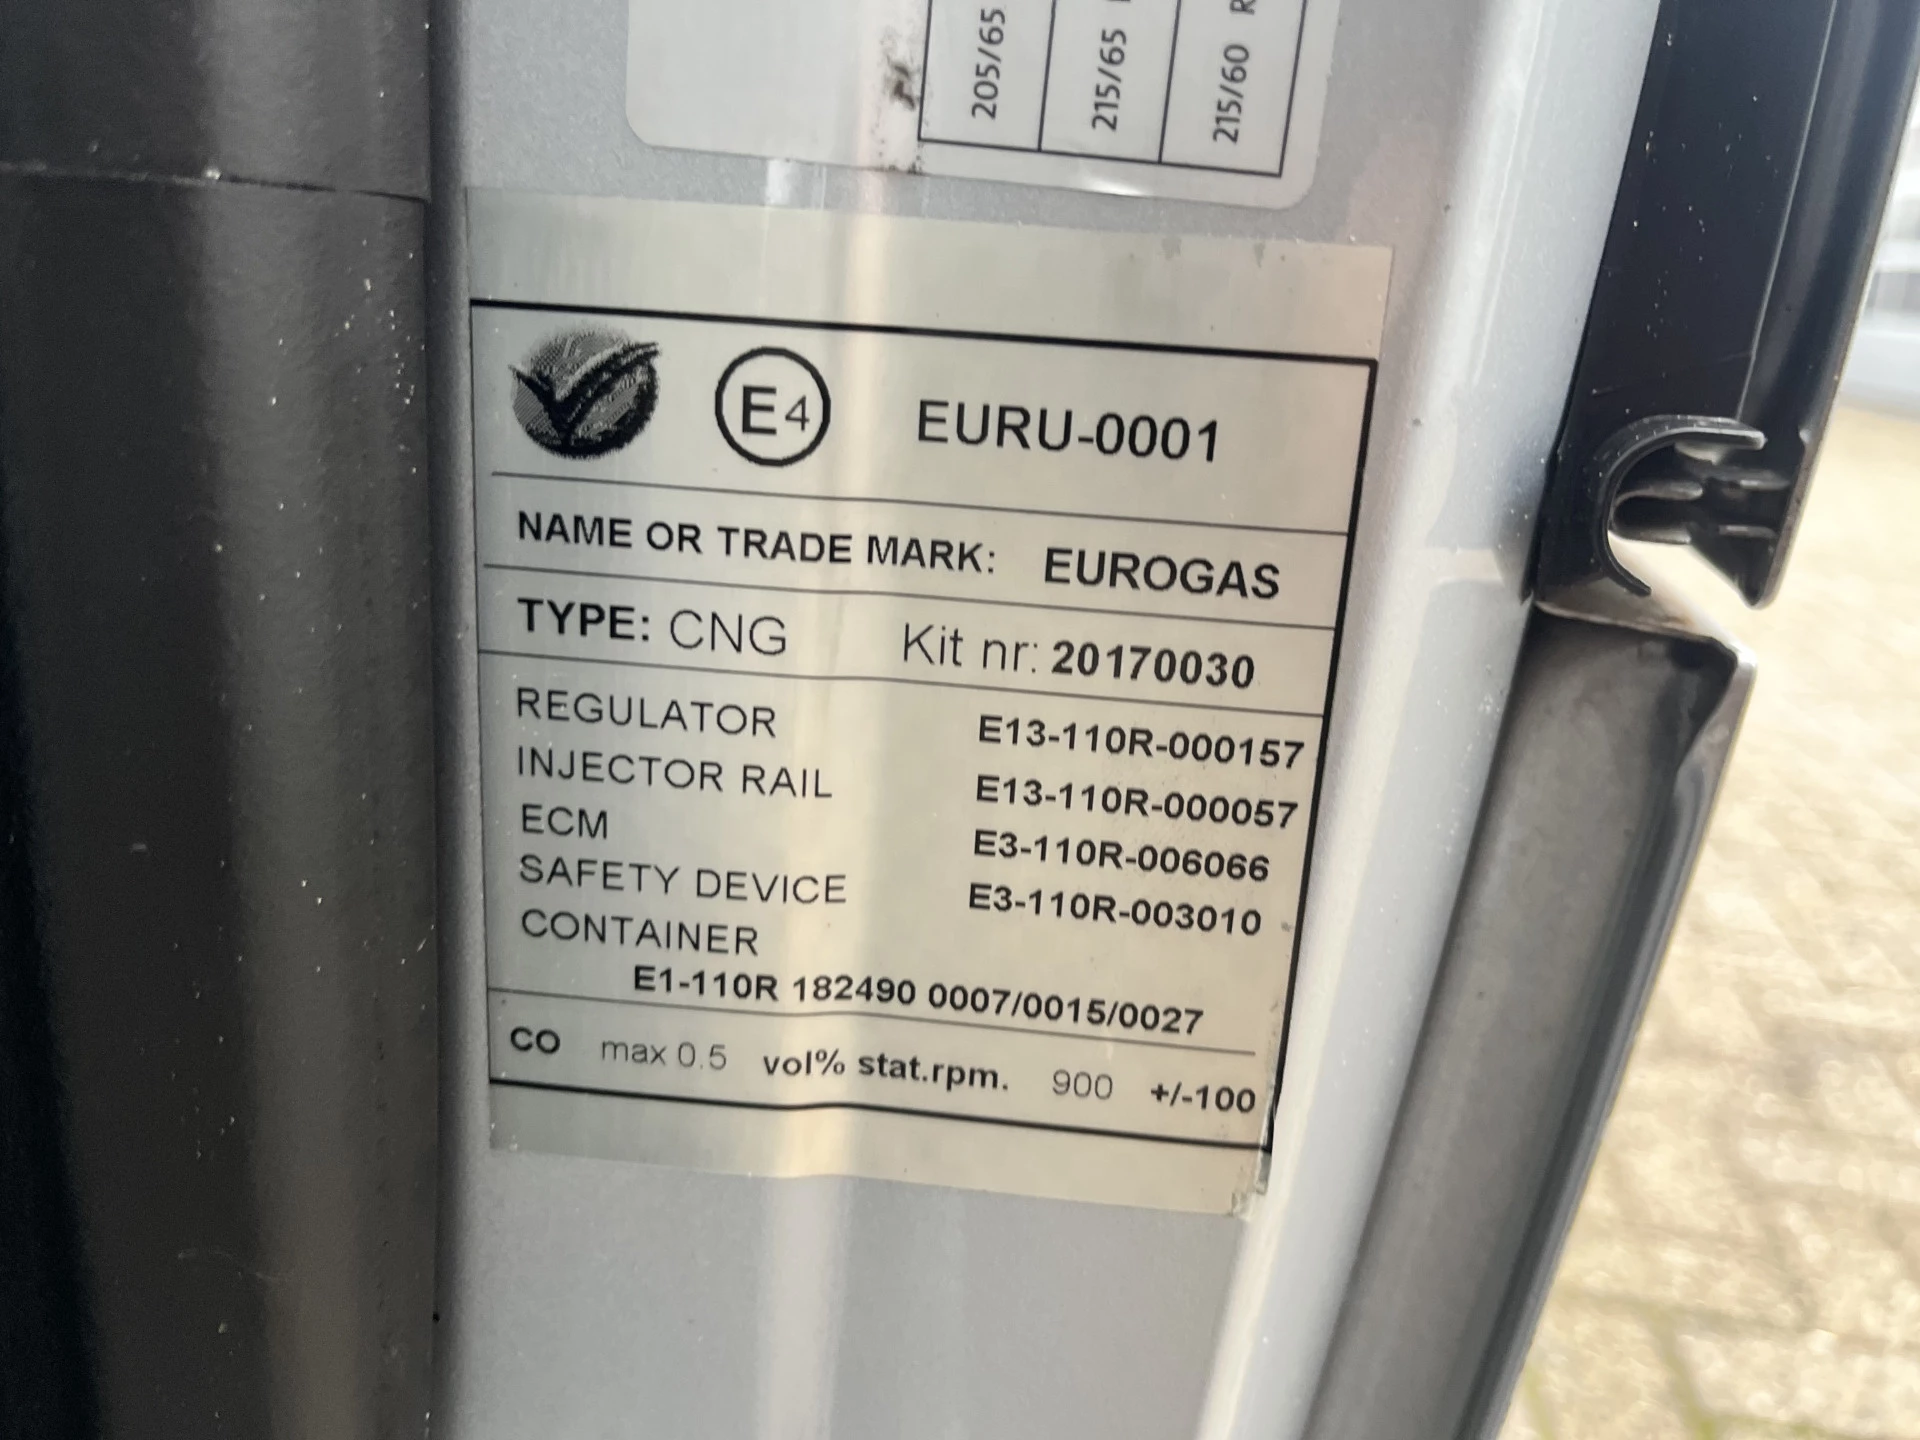 205/65
215/65
215/60 R
E4 EURU-0001
NAME OR TRADE MARK: EUROGAS
TYPE: CNG Kit nr: 20170030
REGULATOR E13-110R-000157
INJECTOR RAIL E13-110R-000057
ECM E3-110R-006066
SAFETY DEVICE E3-110R-003010
CONTAINER
E1-110R 182490 0007/0015/0027
CO max 0.5 vol% stat.rpm. 900 +/-100